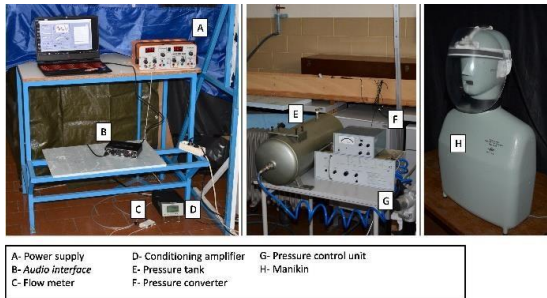 A
B
C
D
E
F
G
H
A- Power supply
B- Audio interface
C- Flow meter
D- Conditioning amplifier
E- Pressure tank
F- Pressure converter
G- Pressure control unit
H- Manikin